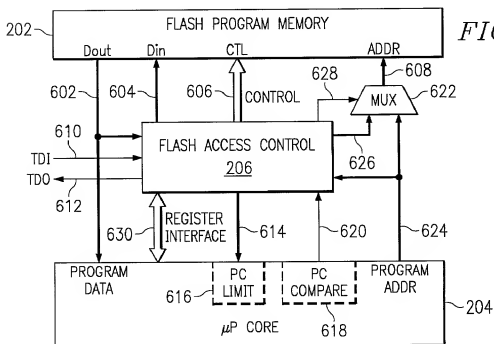 202
FLASH PROGRAM MEMORY
FIG
Dout Din CTL ADDR
602
604
606
CONTROL
628
608
MUX
622
610
TDI
TDO
612
FLASH ACCESS CONTROL
206
626
630
REGISTER
INTERFACE
614
620
624
PROGRAM
DATA
616
PC
LIMIT
PC
COMPARE
618
PROGRAM
ADDR
204
µP CORE